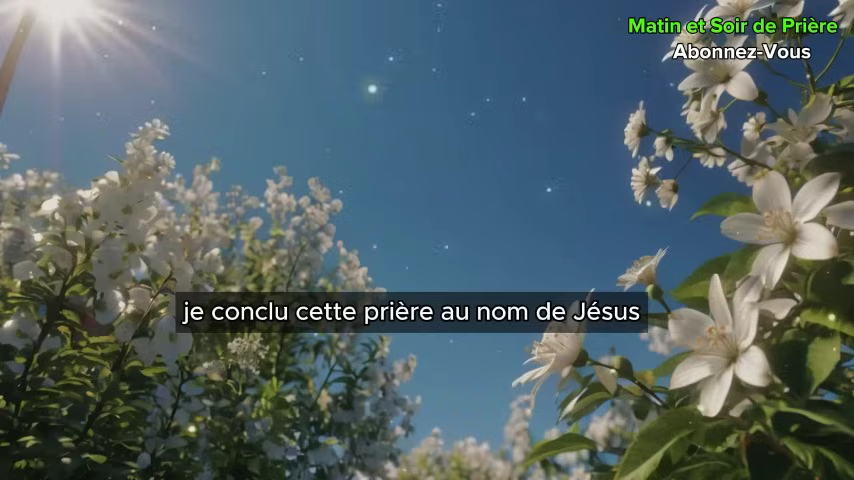 Matin et Soir de Prière
Abonnez-Vous
je conclu cette prière au nom de Jésus